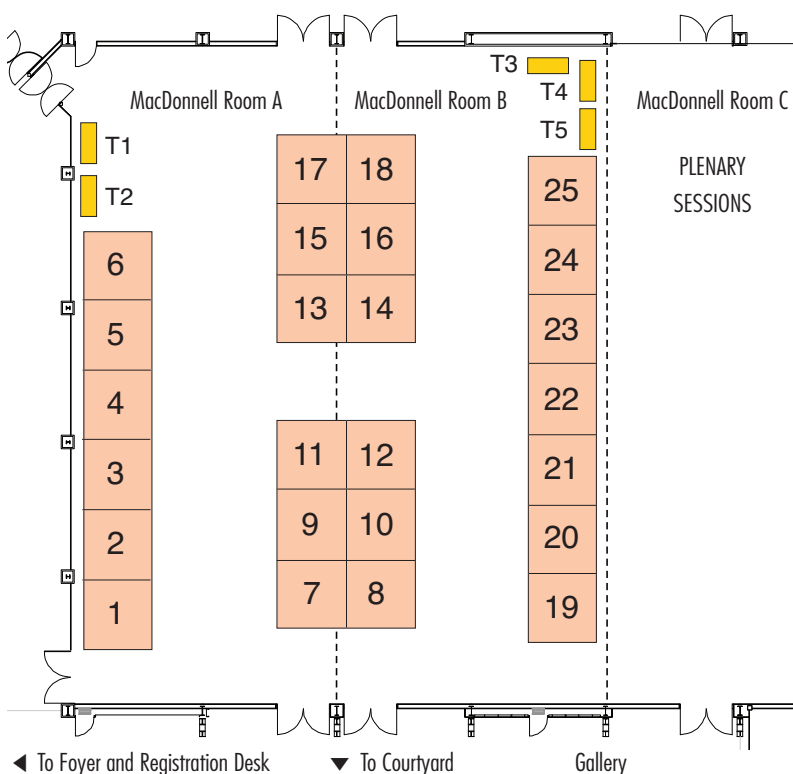 T3
T4
MacDonnell Room A
MacDonnell Room B
MacDonnell Room C
T1
T5
17
18
PLENARY
SESSIONS
T2
25
15
16
6
24
13
14
5
23
4
22
11
12
3
21
9
10
2
20
7
8
1
19
◀ To Foyer and Registration Desk
▼ To Courtyard
Gallery